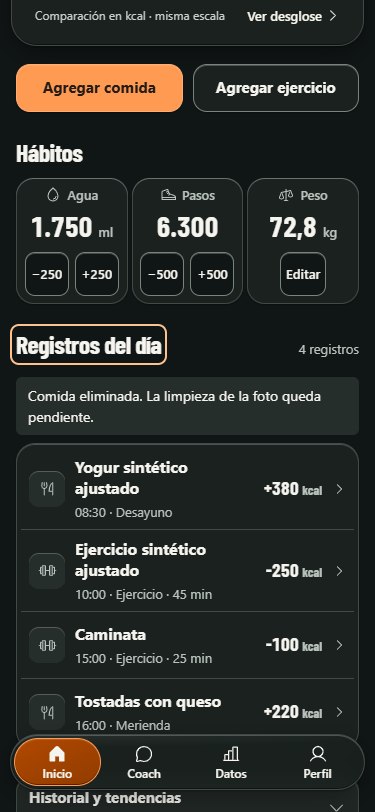 Comparación en kcal · misma escala Ver desglose
Agregar comida Agregar ejercicio
Hábitos
Agua Pasos Peso
1.750 ml 6.300 72,8 kg
−250 +250 −500 +500 Editar
Registros del día 4 registros
Comida eliminada. La limpieza de la foto queda
pendiente.
Yogur sintético
ajustado
+380 kcal
08:30 · Desayuno
Ejercicio sintético
ajustado
-250 kcal
10:00 · Ejercicio · 45 min
Caminata
-100 kcal
15:00 · Ejercicio · 25 min
Tostadas con queso
+220 kcal
16:00 · Merienda
Inicio Coach Datos Perfil
Historial y tendencias